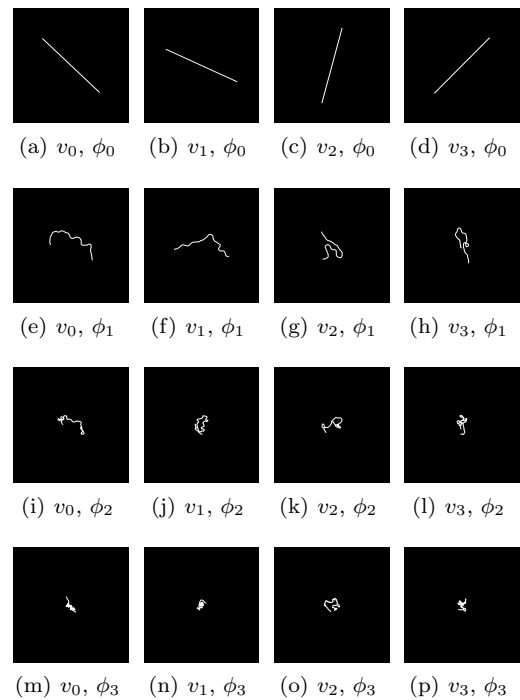 (a) v₀, ϕ₀ (b) v₁, ϕ₀ (c) v₂, ϕ₀ (d) v₃, ϕ₀
(e) v₀, ϕ₁ (f) v₁, ϕ₁ (g) v₂, ϕ₁ (h) v₃, ϕ₁
(i) v₀, ϕ₂ (j) v₁, ϕ₂ (k) v₂, ϕ₂ (l) v₃, ϕ₂
(m) v₀, ϕ₃ (n) v₁, ϕ₃ (o) v₂, ϕ₃ (p) v₃, ϕ₃